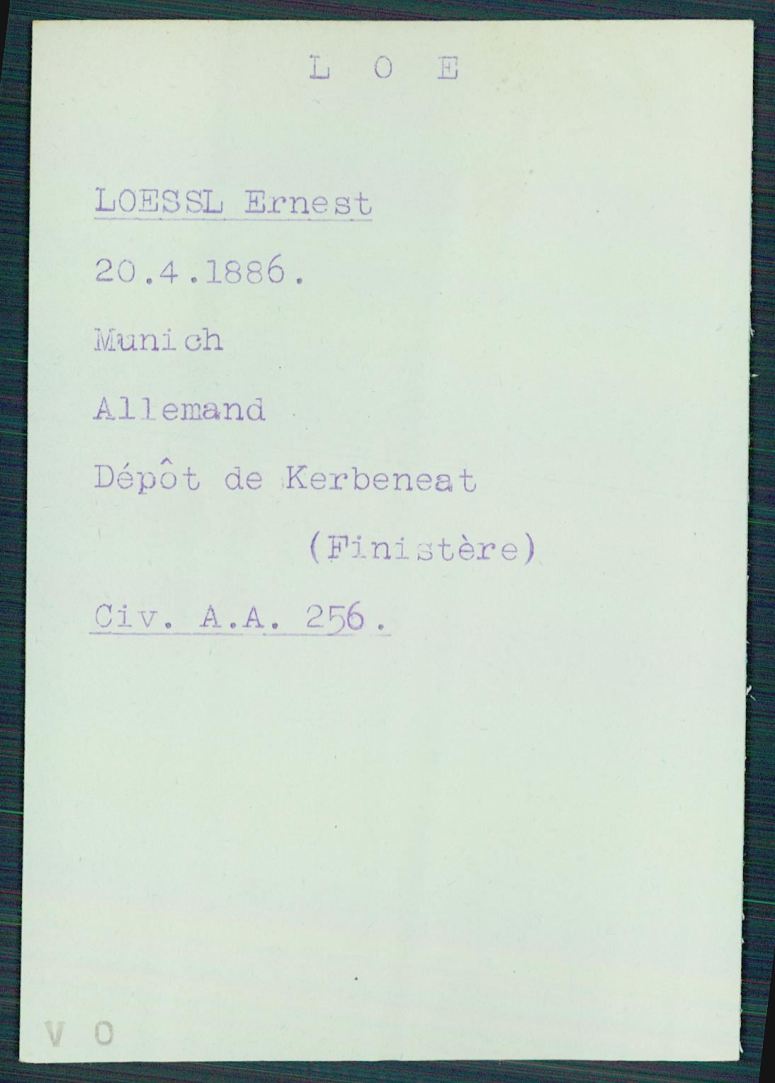 L O E
LOESSL Ernest
20.4.1886.
Munich
Allemand
Dépôt de Kerbeneat
(Finistère)
Civ. A.A. 256.
V O